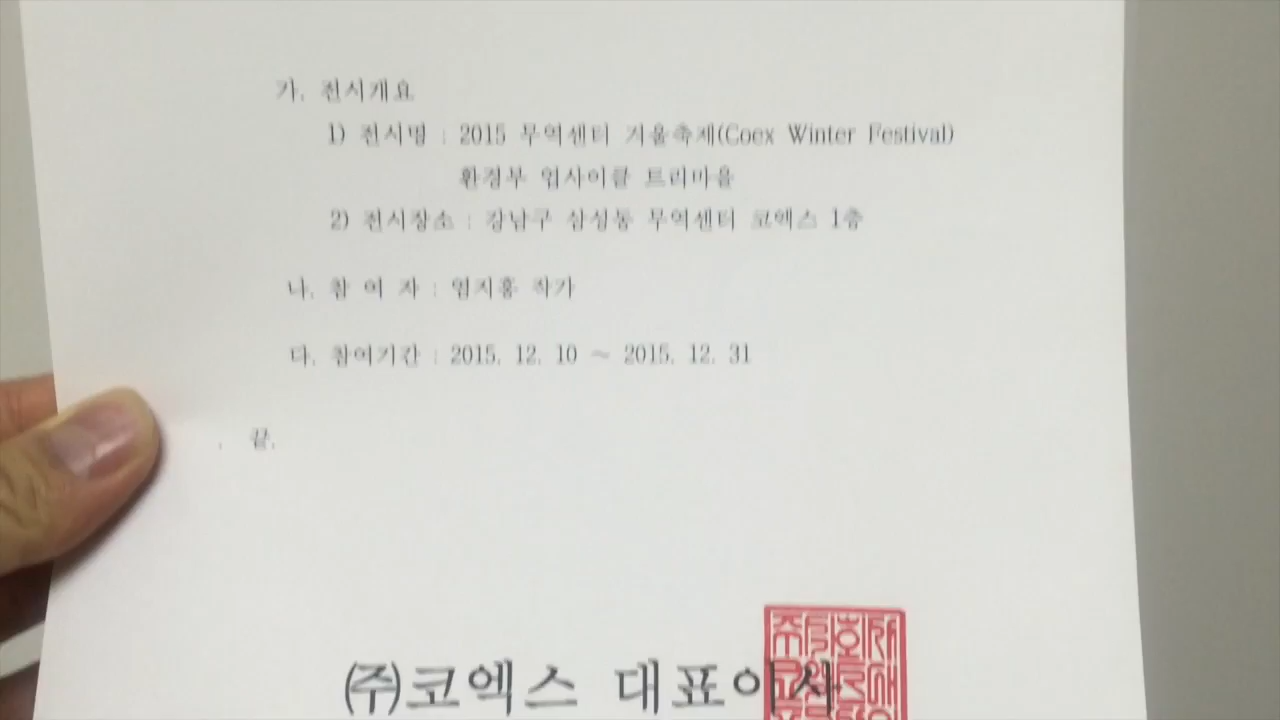 가. 전시개요
1) 전시명 : 2015 무역센터 겨울축제(Coex Winter Festival)
환경부 업사이클 트리마을
2) 전시장소 : 강남구 삼성동 무역센터 코엑스 1층
나. 참 여 자 : 엄지홍 작가
다. 참여기간 : 2015. 12. 10 ~ 2015. 12. 31
. 끝.
㈜코엑스 대표이사